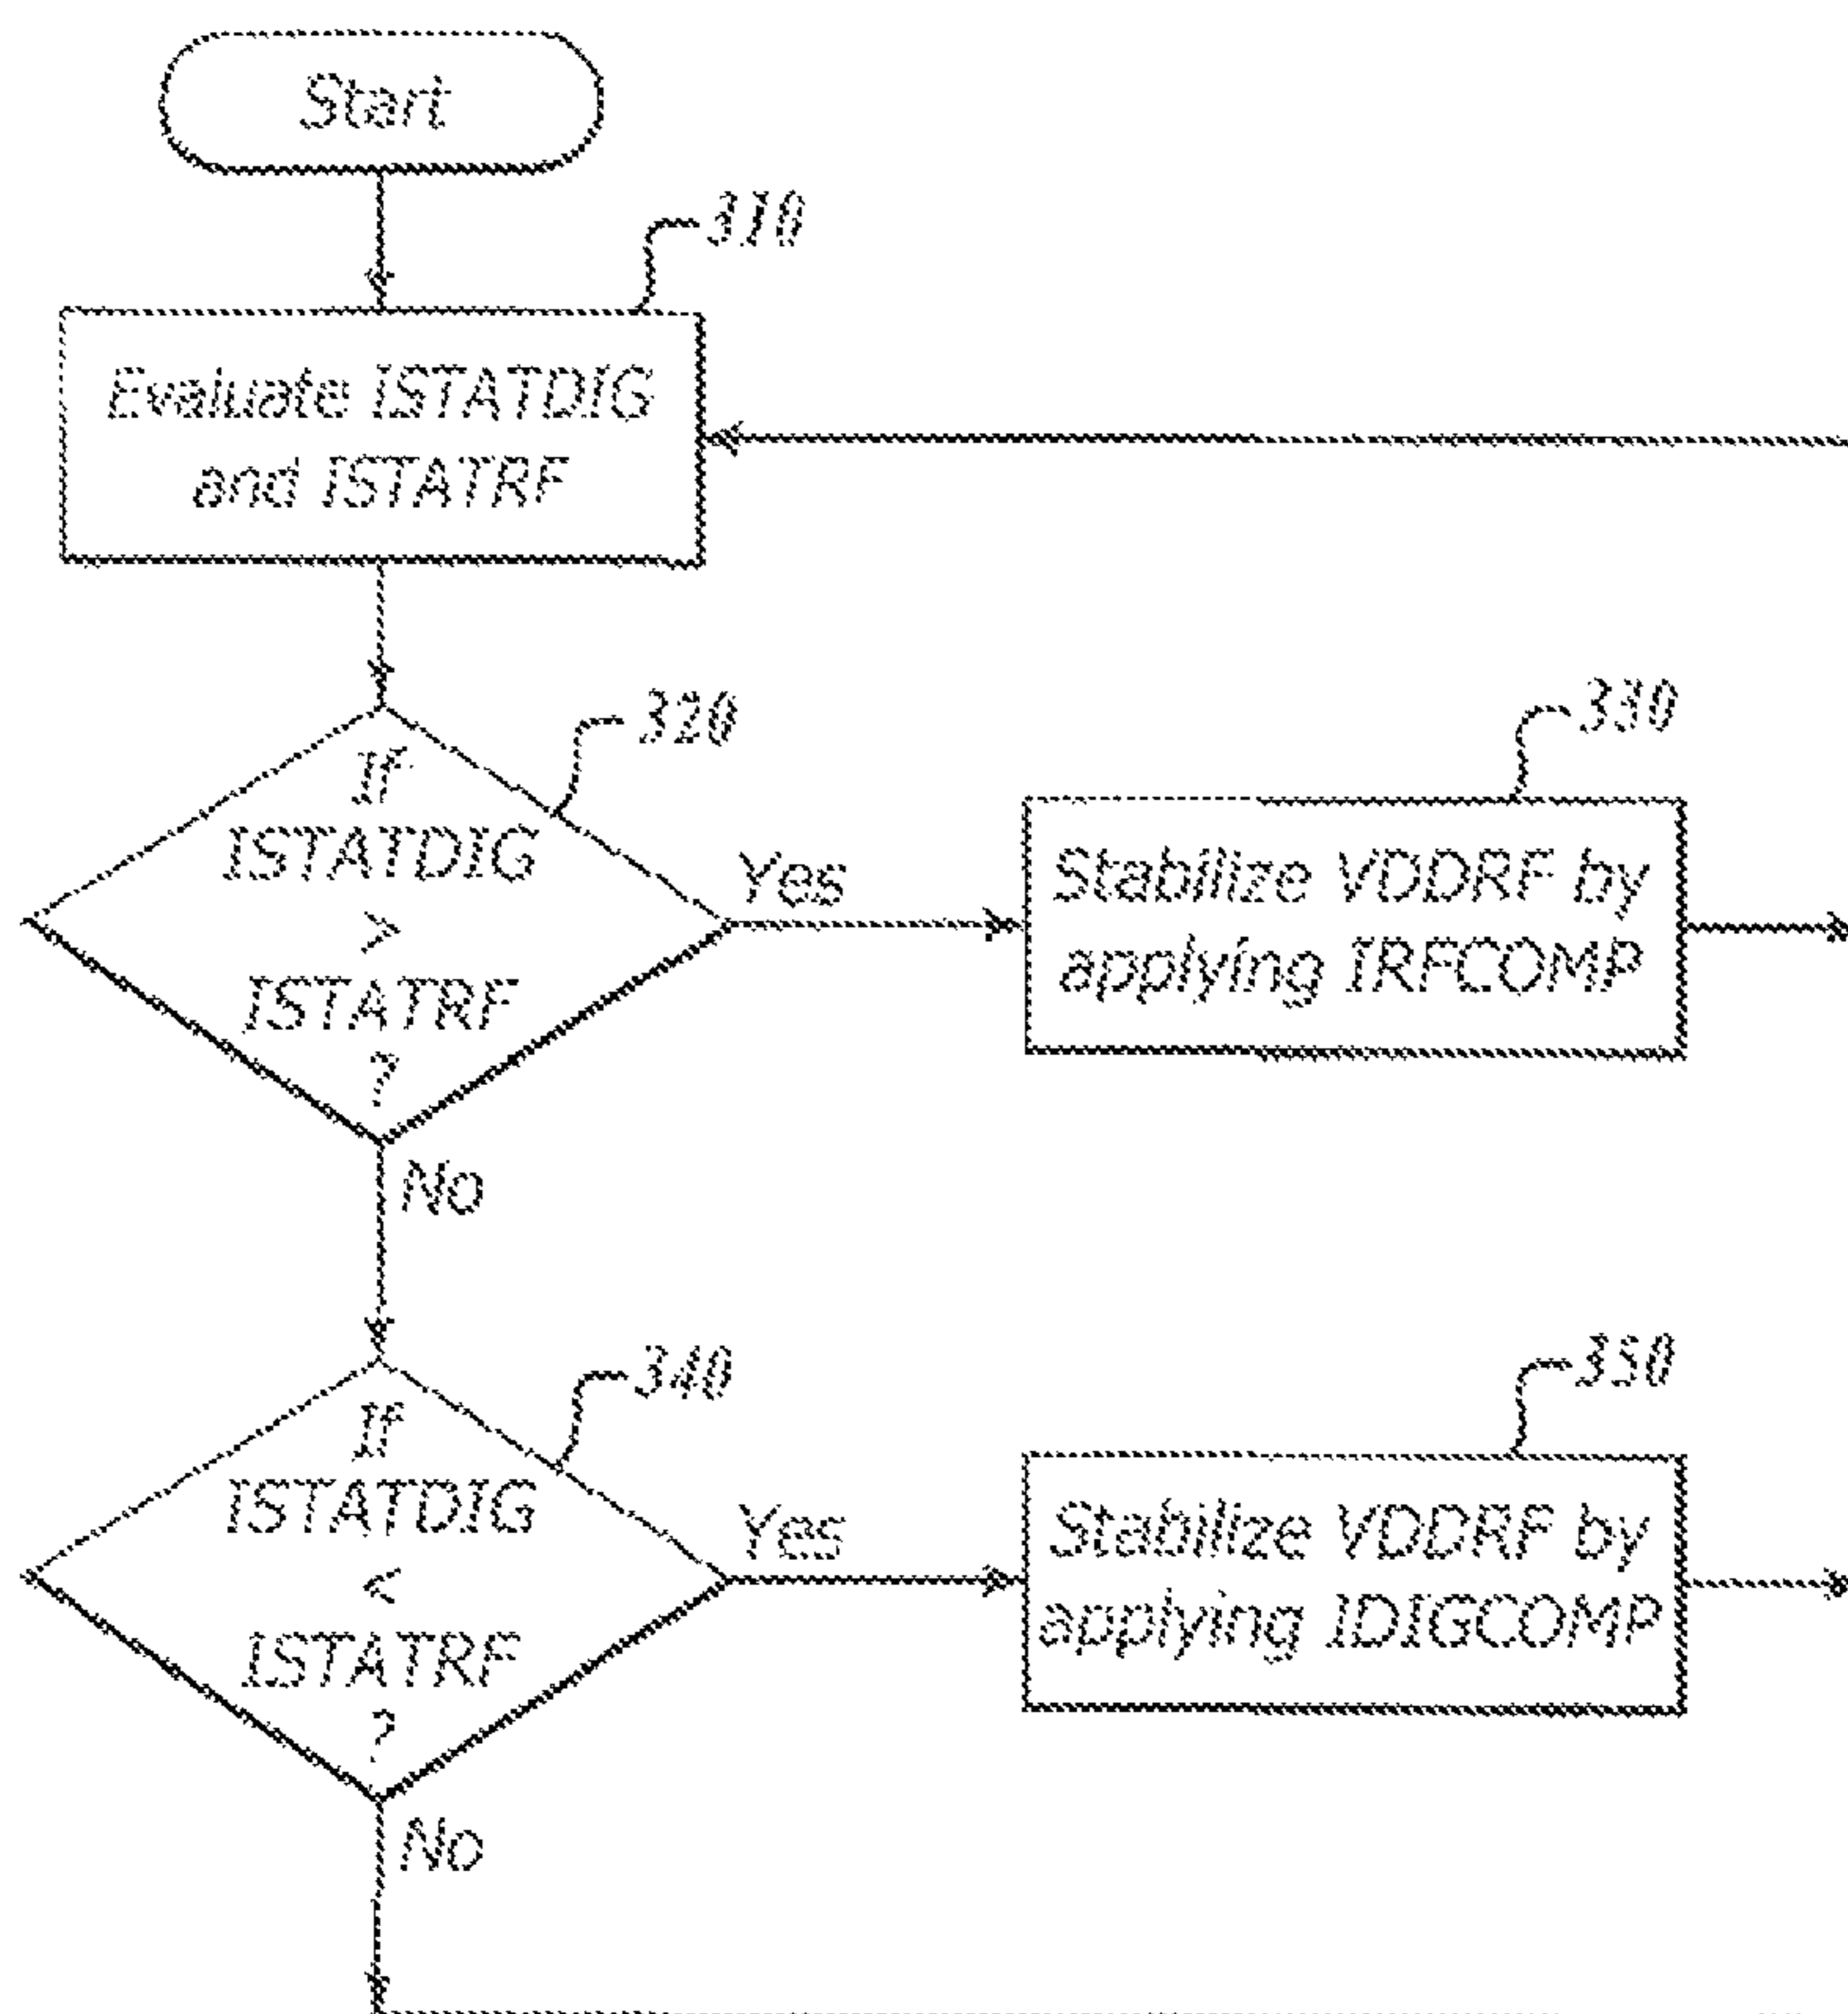 Start
310
Evaluate ISTATDIG
and ISTATRF
320
If
ISTATDIG
>
ISTATRF
?
Yes
330
Stabilize VDDRF by
applying IRFCOMP
No
340
If
ISTATDIG
<
ISTATRF
?
Yes
350
Stabilize VDDRF by
applying IDIGCOMP
No